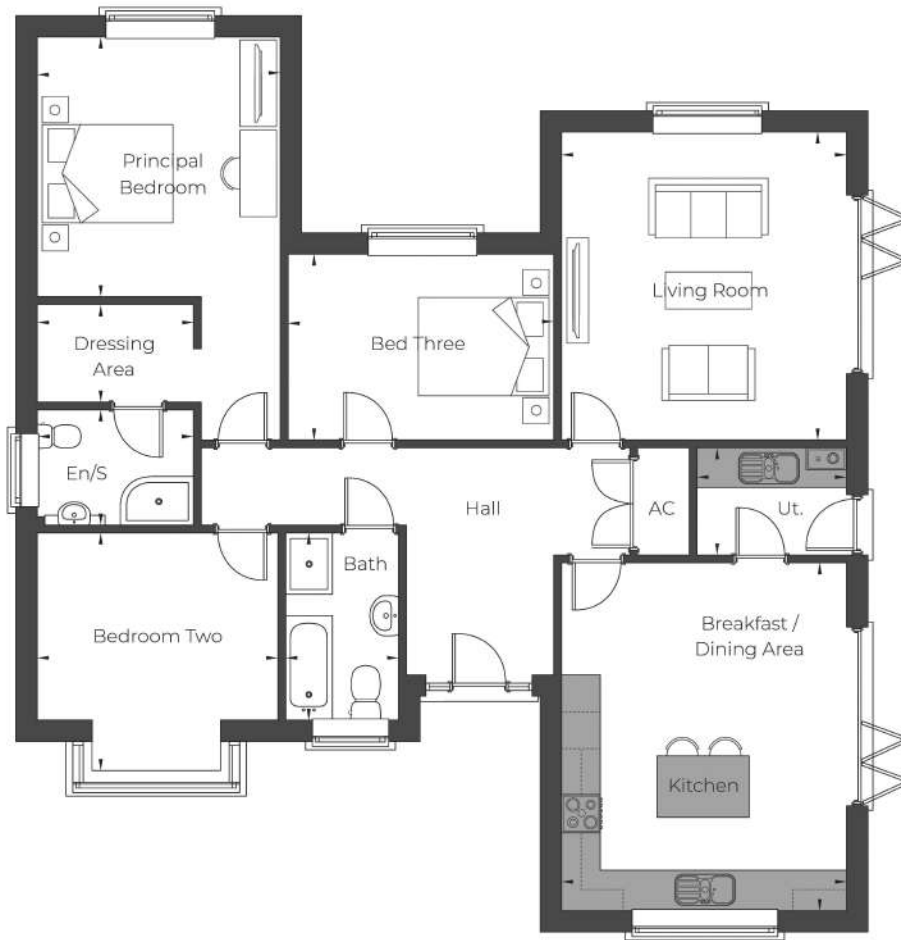 Principal
Bedroom
Living Room
Bed Three
Dressing
Area
En/S
Hall
AC
Ut.
Bath
Bedroom Two
Breakfast /
Dining Area
Kitchen